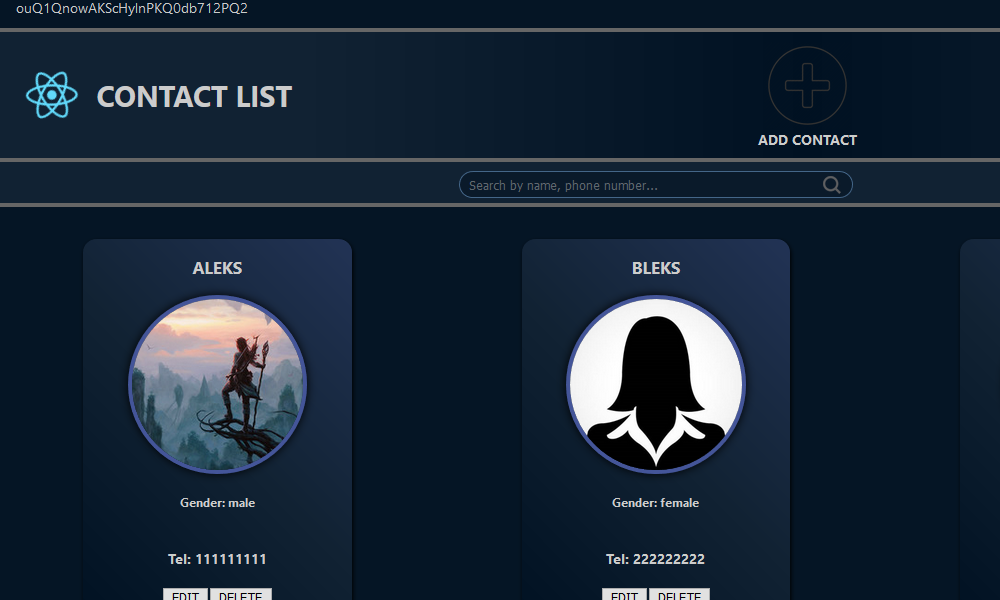 ouQ1QnowAKScHylnPKQ0db712PQ2
CONTACT LIST
ADD CONTACT
Search by name, phone number...
ALEKS
Gender: male
Tel: 111111111
EDIT DELETE
BLEKS
Gender: female
Tel: 222222222
EDIT DELETE